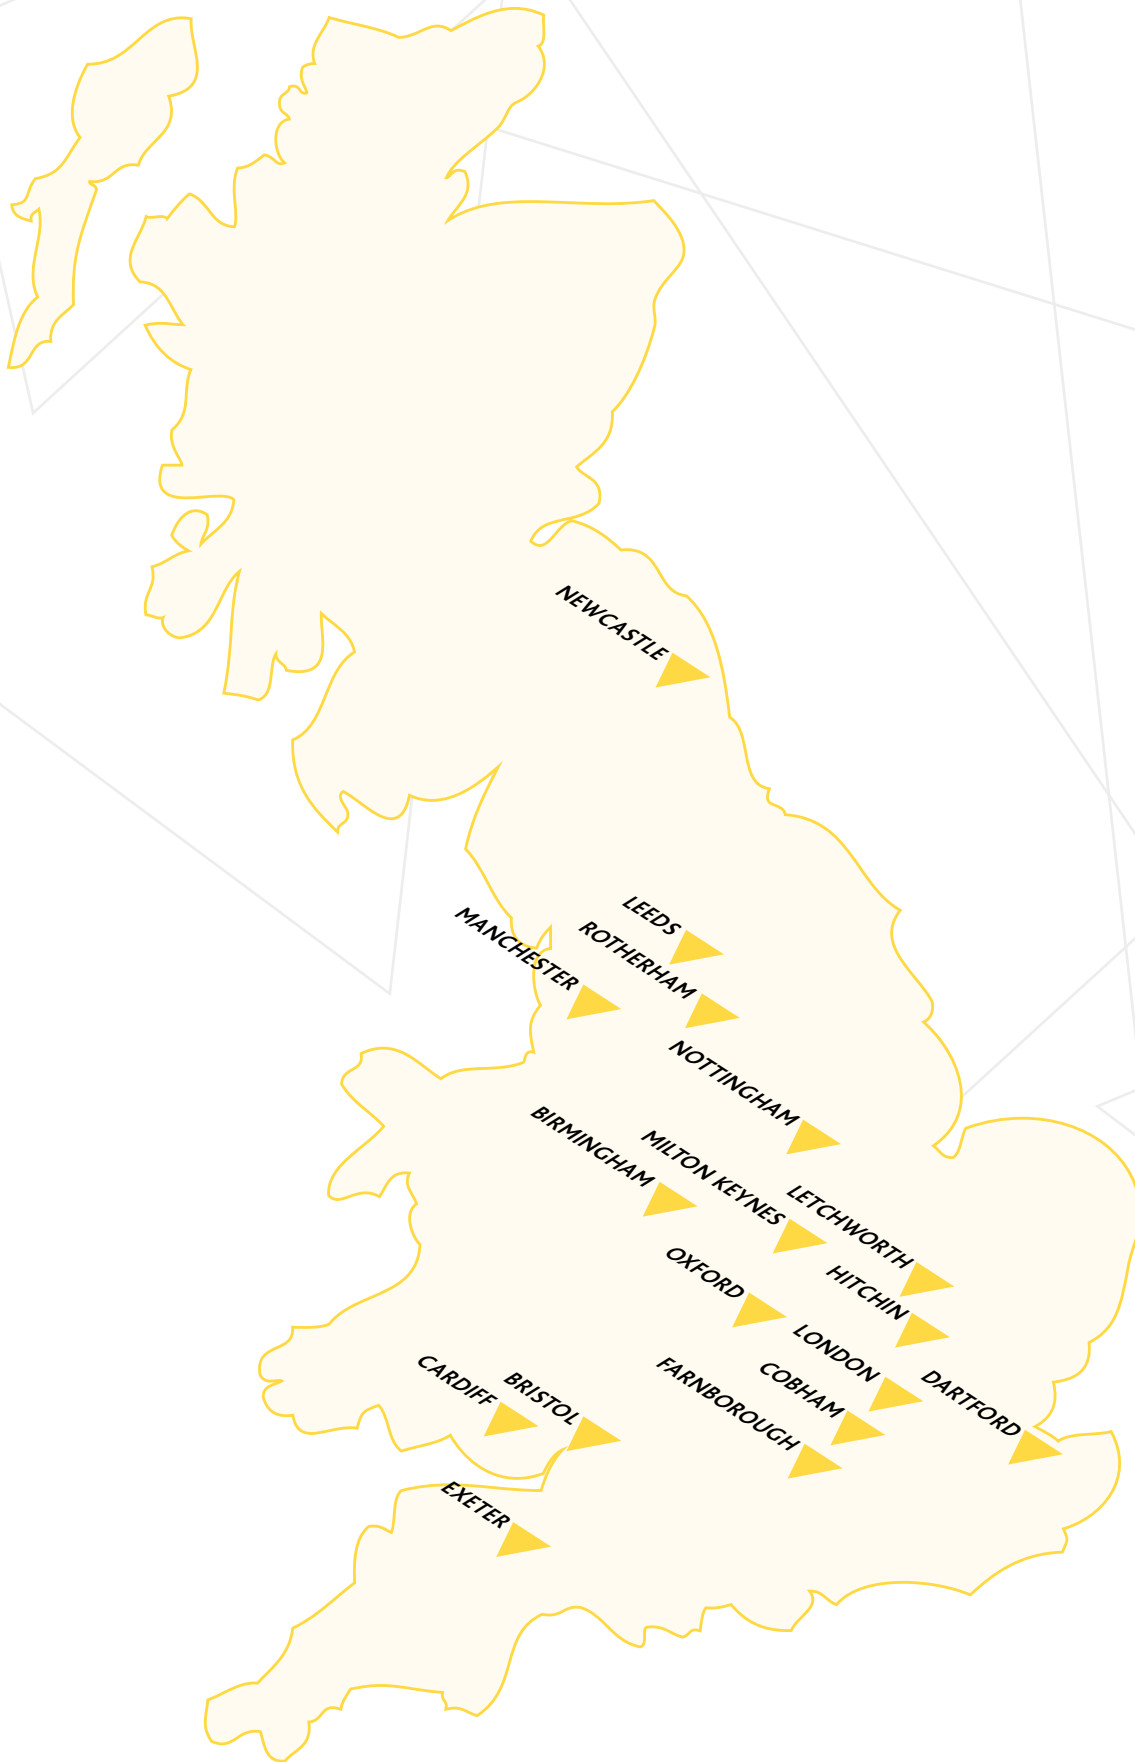 NEWCASTLE
LEEDS
MANCHESTER
ROTHERHAM
NOTTINGHAM
BIRMINGHAM
MILTON KEYNES
LETCHWORTH
OXFORD
HITCHIN
LONDON
CARDIFF
BRISTOL
FARNBOROUGH
COBHAM
DARTFORD
EXETER